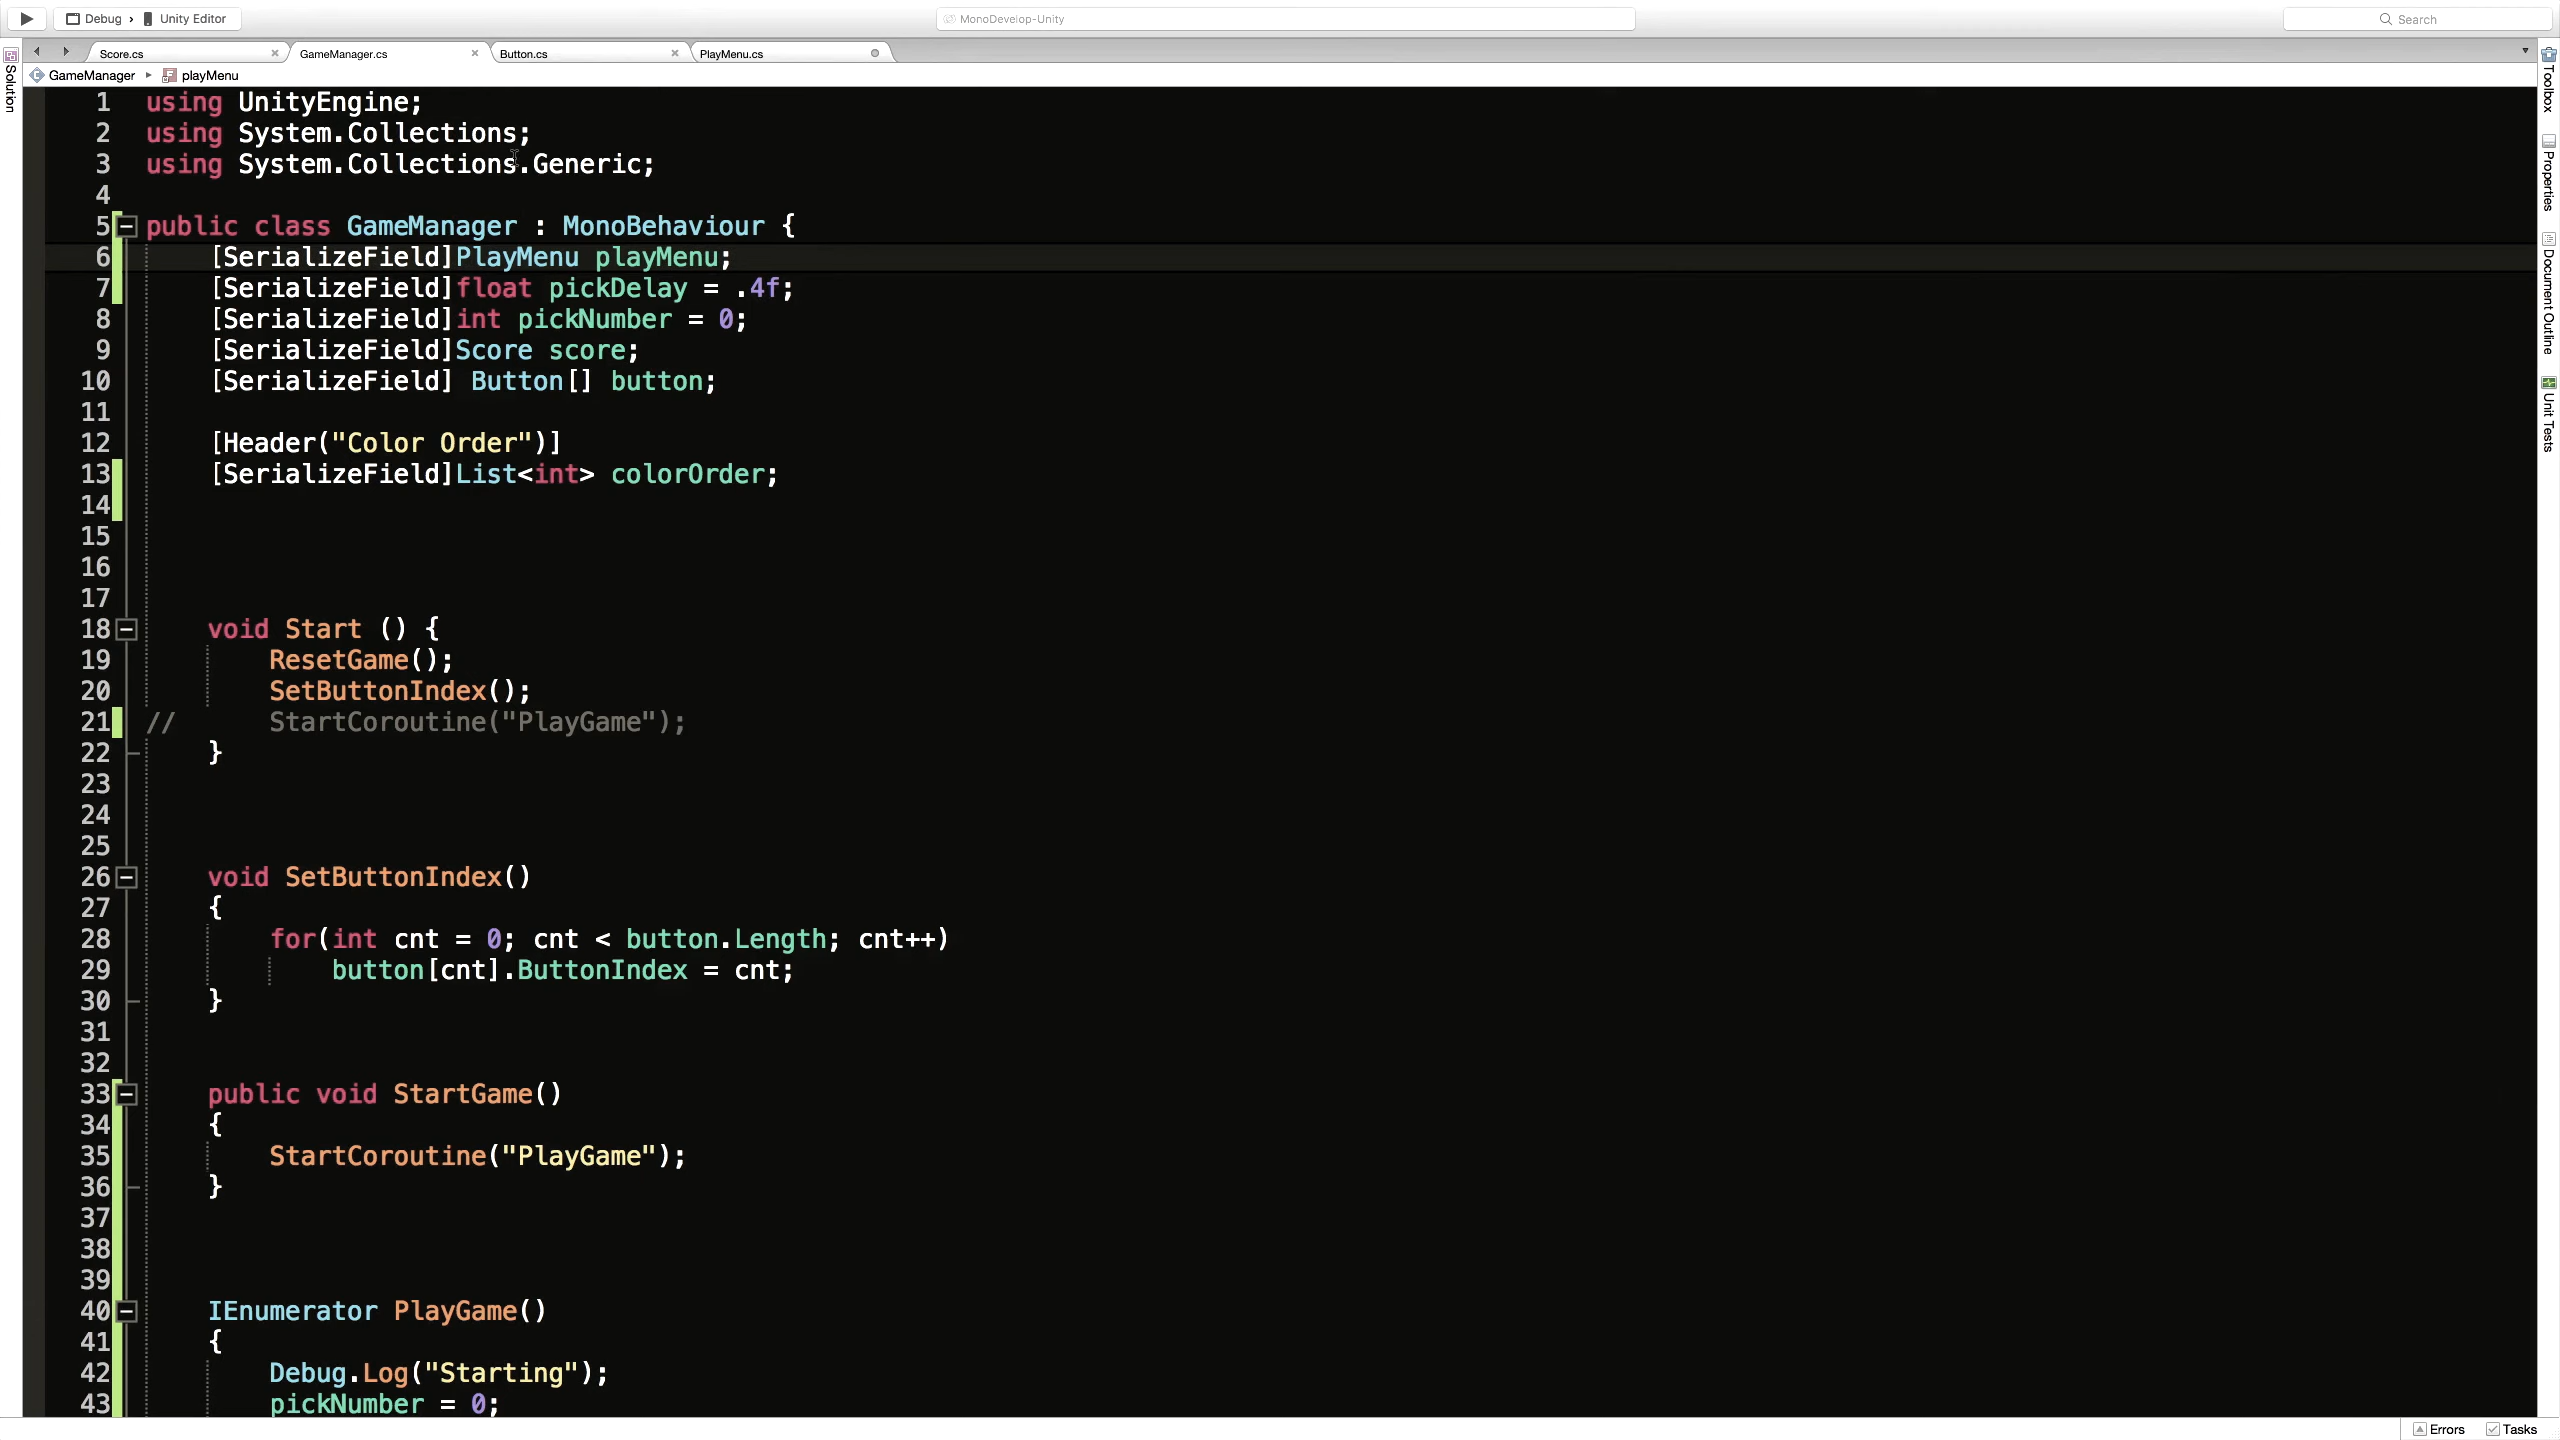 Debug › Unity Editor
MonoDevelop-Unity
Search
Score.cs
GameManager.cs
Button.cs
PlayMenu.cs
GameManager
playMenu
Solution
Toolbox
Properties
Document Outline
Unit Tests
1 using UnityEngine;
2 using System.Collections;
3 using System.Collections.Generic;
4
5 public class GameManager : MonoBehaviour {
6 [SerializeField]PlayMenu playMenu;
7 [SerializeField]float pickDelay = .4f;
8 [SerializeField]int pickNumber = 0;
9 [SerializeField]Score score;
10 [SerializeField] Button[] button;
11
12 [Header("Color Order")]
13 [SerializeField]List<int> colorOrder;
14
15
16
17
18 void Start () {
19 ResetGame();
20 SetButtonIndex();
21 // StartCoroutine("PlayGame");
22 }
23
24
25
26 void SetButtonIndex()
27 {
28 for(int cnt = 0; cnt < button.Length; cnt++)
29 button[cnt].ButtonIndex = cnt;
30 }
31
32
33 public void StartGame()
34 {
35 StartCoroutine("PlayGame");
36 }
37
38
39
40 IEnumerator PlayGame()
41 {
42 Debug.Log("Starting");
43 pickNumber = 0;
Errors
Tasks